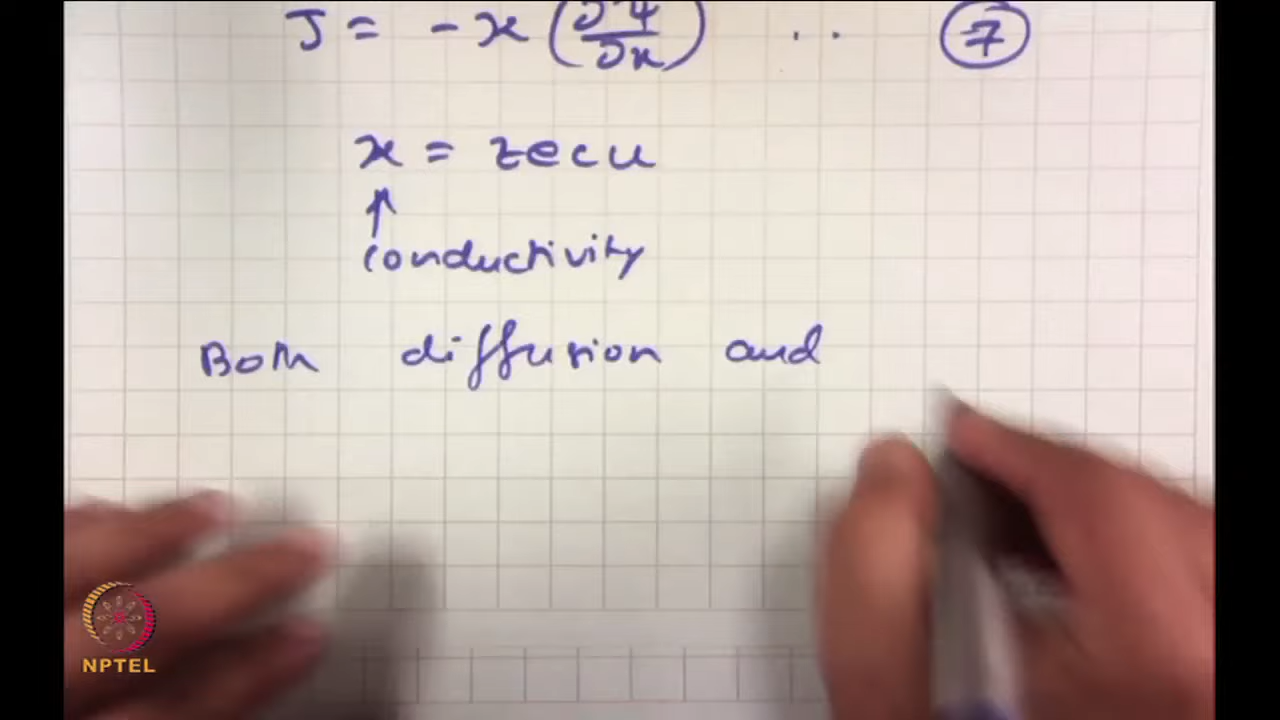 J = - x (∂Ψ/∂x) .. 7
x = zecu
↑
conductivity
Both diffusion and
NPTEL